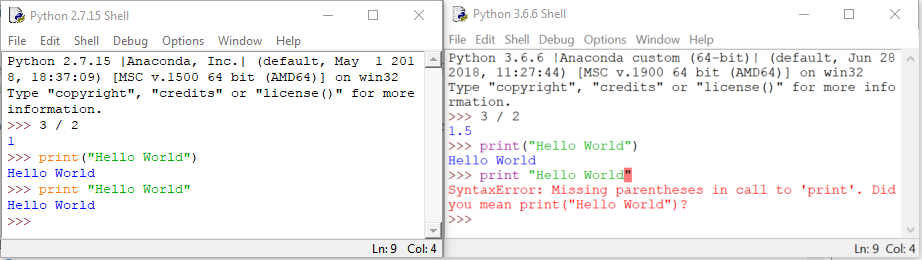 Python 2.7.15 Shell
File Edit Shell Debug Options Window Help
Python 2.7.15 |Anaconda, Inc.| (default, May  1 201
8, 18:37:09) [MSC v.1500 64 bit (AMD64)] on win32
Type "copyright", "credits" or "license()" for more
information.
>>> 3 / 2
1
>>> print("Hello World")
Hello World
>>> print "Hello World"
Hello World
>>>
Ln: 9 Col: 4
Python 3.6.6 Shell
File Edit Shell Debug Options Window Help
Python 3.6.6 |Anaconda custom (64-bit)| (default, Jun 28
2018, 11:27:44) [MSC v.1900 64 bit (AMD64)] on win32
Type "copyright", "credits" or "license()" for more info
rmation.
>>> 3 / 2
1.5
>>> print("Hello World")
Hello World
>>> print "Hello World"
SyntaxError: Missing parentheses in call to 'print'. Did
you mean print("Hello World")?
>>>
Ln: 9 Col: 4